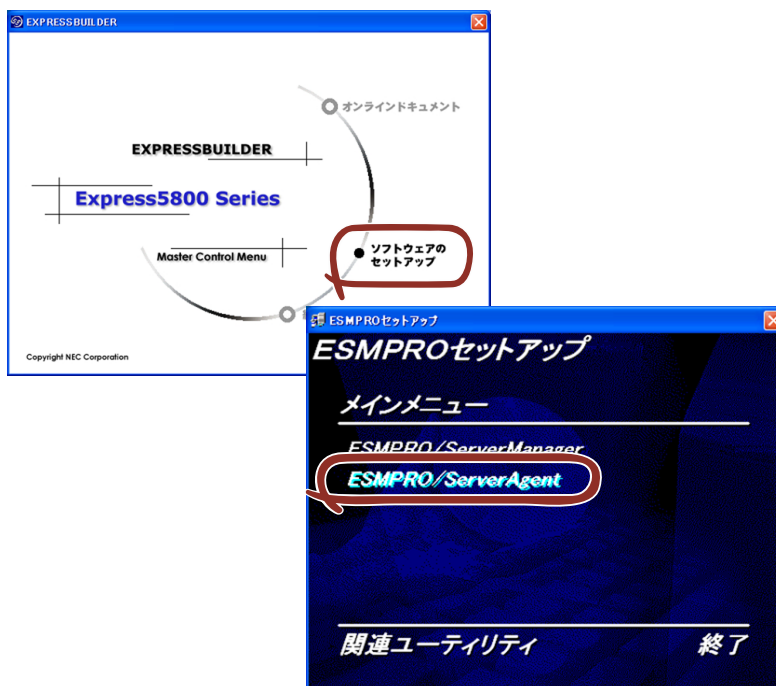 EXPRESSBUILDER
オンラインドキュメント
EXPRESSBUILDER
Express5800 Series
ソフトウェアの
セットアップ
Master Control Menu
Copyright NEC Corporation
ESMPROセットアップ
ESMPROセットアップ
メインメニュー
ESMPRO/ServerManager
ESMPRO/ServerAgent
関連ユーティリティ
終了